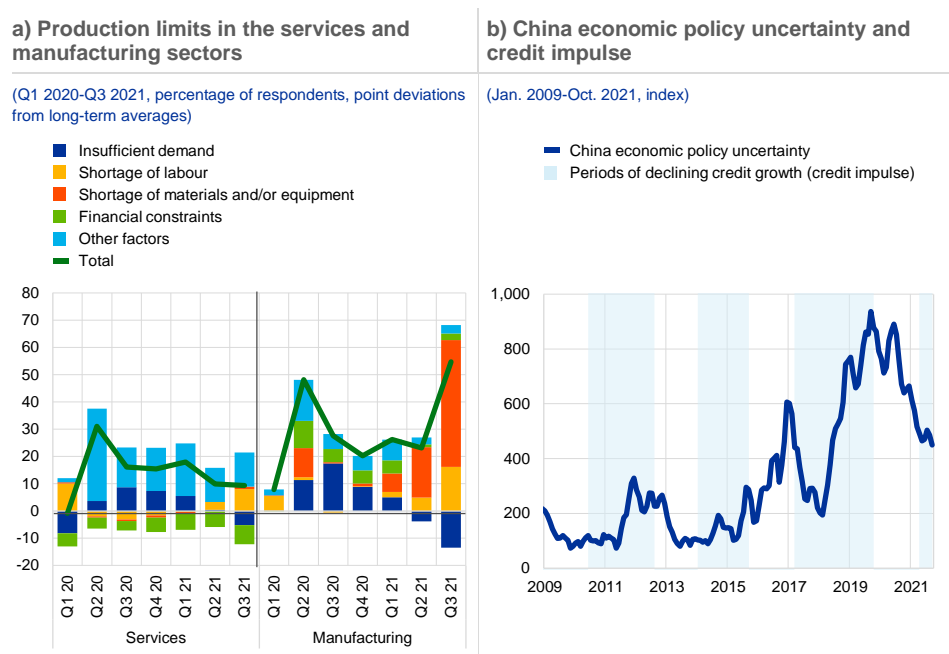 a) Production limits in the services and
manufacturing sectors
(Q1 2020-Q3 2021, percentage of respondents, point deviations
from long-term averages)
Insufficient demand
Shortage of labour
Shortage of materials and/or equipment
Financial constraints
Other factors
Total
80
70
60
50
40
30
20
10
0
-10
-20
Q1 20
Q2 20
Q3 20
Q4 20
Q1 21
Q2 21
Q3 21
Q1 20
Q2 20
Q3 20
Q4 20
Q1 21
Q2 21
Q3 21
Services
Manufacturing
b) China economic policy uncertainty and
credit impulse
(Jan. 2009-Oct. 2021, index)
China economic policy uncertainty
Periods of declining credit growth (credit impulse)
1,000
800
600
400
200
0
2009
2011
2013
2015
2017
2019
2021